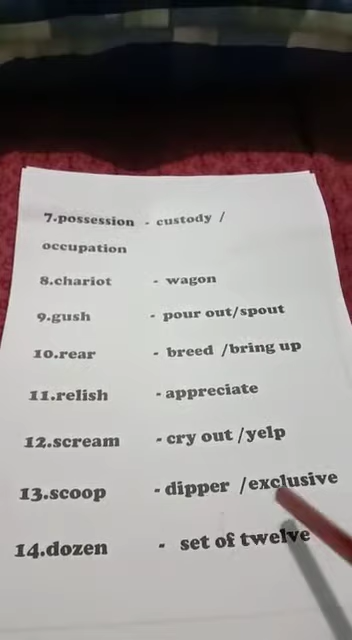 7.possession - custody /
occupation
8.chariot - wagon
9.gush - pour out/spout
10.rear - breed /bring up
11.relish - appreciate
12.scream - cry out /yelp
13.scoop - dipper /exclusive
14.dozen - set of twelve